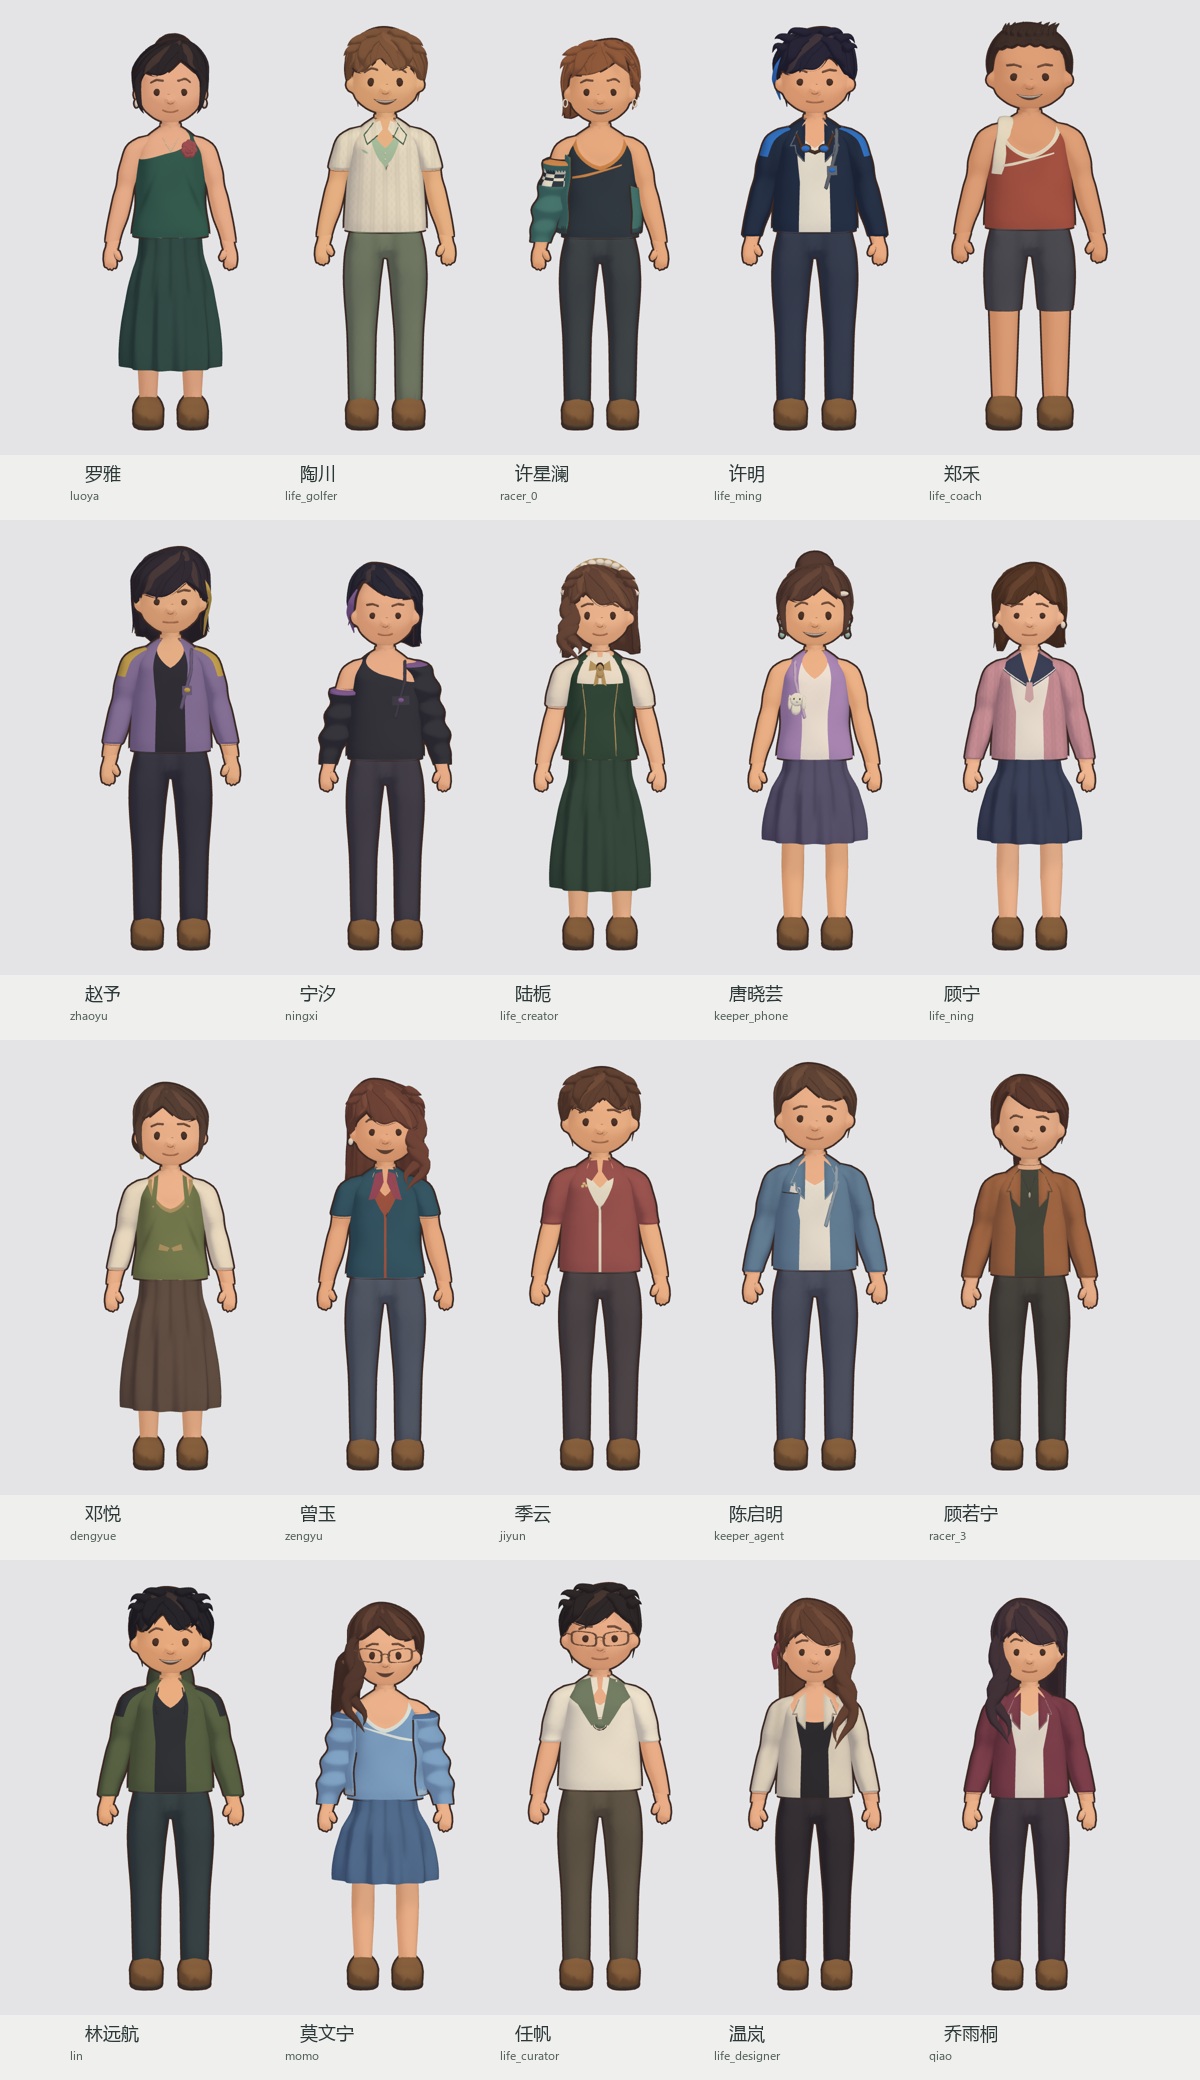 罗雅
luoya
陶川
life_golfer
许星澜
racer_0
许明
life_ming
郑禾
life_coach
赵予
zhaoyu
宁汐
ningxi
陆栀
life_creator
唐晓芸
keeper_phone
顾宁
life_ning
邓悦
dengyue
曾玉
zengyu
季云
jiyun
陈启明
keeper_agent
顾若宁
racer_3
林远航
lin
莫文宁
momo
任帆
life_curator
温岚
life_designer
乔雨桐
qiao